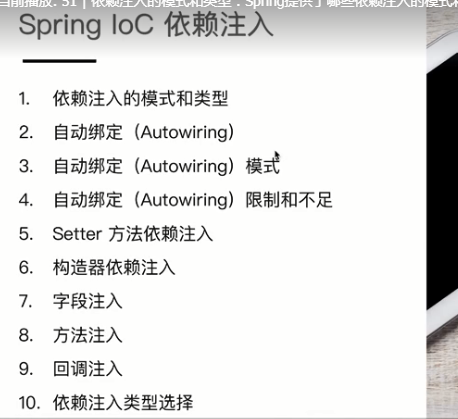 当前播放: 51 | 依赖注入的模式和类型：Spring提供了哪些依赖注入的模式和
Spring IoC 依赖注入
1. 依赖注入的模式和类型
2. 自动绑定（Autowiring）
3. 自动绑定（Autowiring）模式
4. 自动绑定（Autowiring）限制和不足
5. Setter 方法依赖注入
6. 构造器依赖注入
7. 字段注入
8. 方法注入
9. 回调注入
10. 依赖注入类型选择